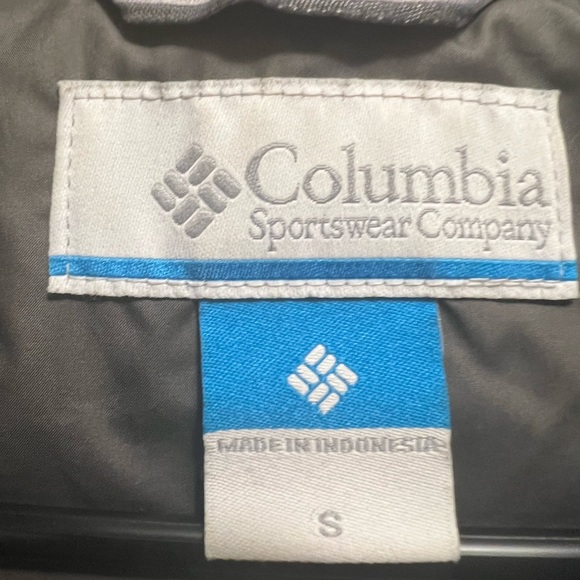 Columbia
Sportswear Company
MADE IN INDONESIA
S